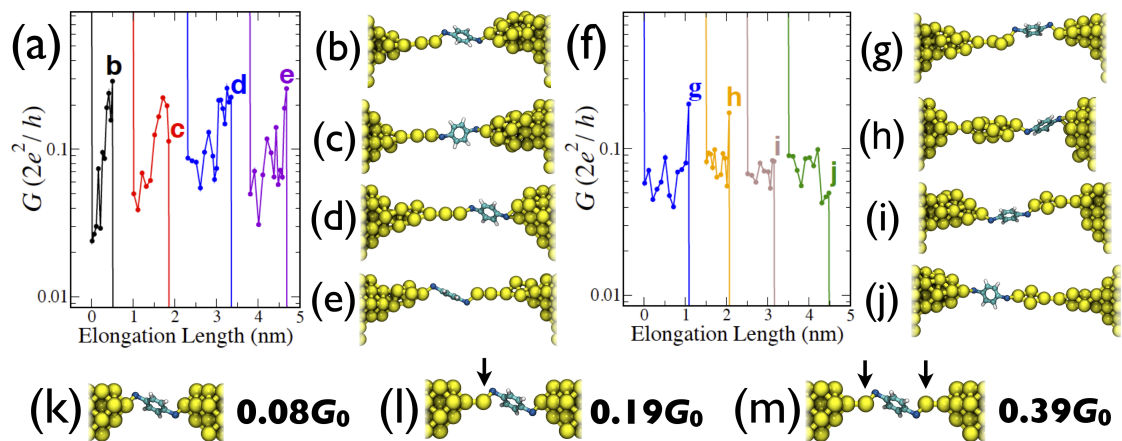 (a)
G (2e²/ h)
0.1
0.01
b
c
d
e
0 1 2 3 4 5
Elongation Length (nm)
(b)
(c)
(d)
(e)
(f)
G (2e²/ h)
0.1
0.01
g
h
i
j
0 1 2 3 4 5
Elongation Length (nm)
(g)
(h)
(i)
(j)
(k) 0.08G₀
(l) 0.19G₀
(m) 0.39G₀